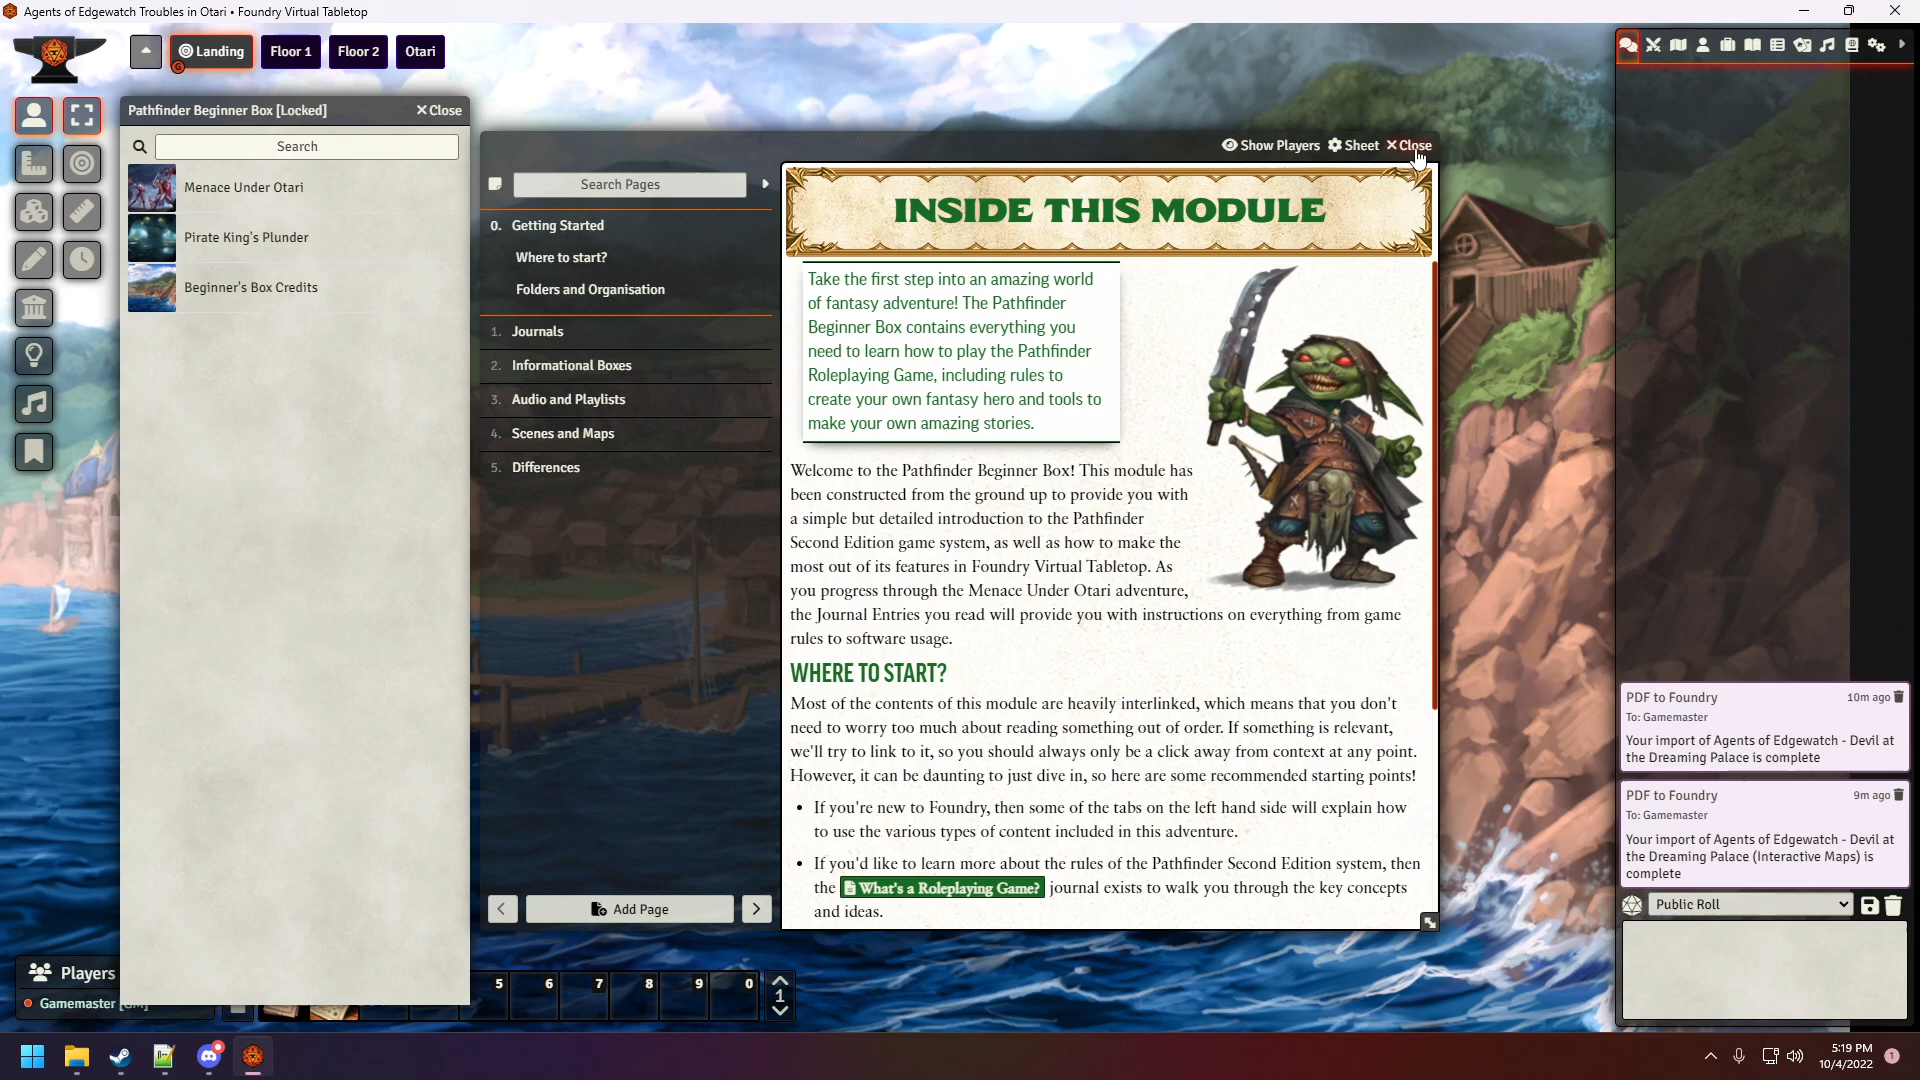 Agents of Edgewatch Troubles in Otari • Foundry Virtual Tabletop
Landing
G
Floor 1
Floor 2
Otari
Pathfinder Beginner Box [Locked]
Close
Search
Menace Under Otari
Pirate King's Plunder
Beginner's Box Credits
Show Players
Sheet
Close
Search Pages
0. Getting Started
Where to start?
Folders and Organisation
1. Journals
2. Informational Boxes
3. Audio and Playlists
4. Scenes and Maps
5. Differences
Add Page
INSIDE THIS MODULE
Take the first step into an amazing world
of fantasy adventure! The Pathfinder
Beginner Box contains everything you
need to learn how to play the Pathfinder
Roleplaying Game, including rules to
create your own fantasy hero and tools to
make your own amazing stories.
Welcome to the Pathfinder Beginner Box! This module has
been constructed from the ground up to provide you with
a simple but detailed introduction to the Pathfinder
Second Edition game system, as well as how to make the
most out of its features in Foundry Virtual Tabletop. As
you progress through the Menace Under Otari adventure,
the Journal Entries you read will provide you with instructions on everything from game
rules to software usage.
WHERE TO START?
Most of the contents of this module are heavily interlinked, which means that you don't
need to worry too much about reading something out of order. If something is relevant,
we'll try to link to it, so you should always only be a click away from context at any point.
However, it can be daunting to just dive in, so here are some recommended starting points!
• If you're new to Foundry, then some of the tabs on the left hand side will explain how
to use the various types of content included in this adventure.
• If you'd like to learn more about the rules of the Pathfinder Second Edition system, then
the What's a Roleplaying Game? journal exists to walk you through the key concepts
and ideas.
PDF to Foundry 10m ago
To: Gamemaster
Your import of Agents of Edgewatch - Devil at
the Dreaming Palace is complete
PDF to Foundry 9m ago
To: Gamemaster
Your import of Agents of Edgewatch - Devil at
the Dreaming Palace (Interactive Maps) is
complete
Public Roll
Players
Gamemaster
5 6 7 8 9 0
1
5:19 PM
10/4/2022
1